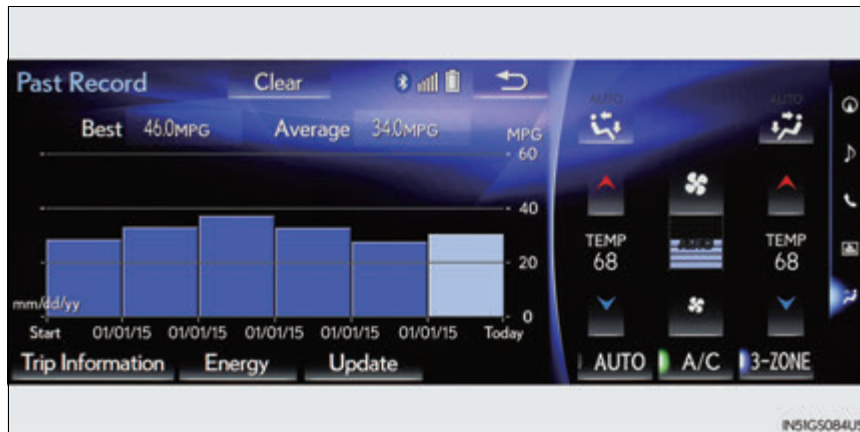 Past Record
Clear
Best 46.0MPG Average 34.0MPG
MPG
60
40
20
0
mm/dd/yy
Start 01/01/15 01/01/15 01/01/15 01/01/15 01/01/15 Today
Trip Information Energy Update
AUTO AUTO
TEMP
68
TEMP
68
AUTO A/C 3-ZONE
IN51GS084US